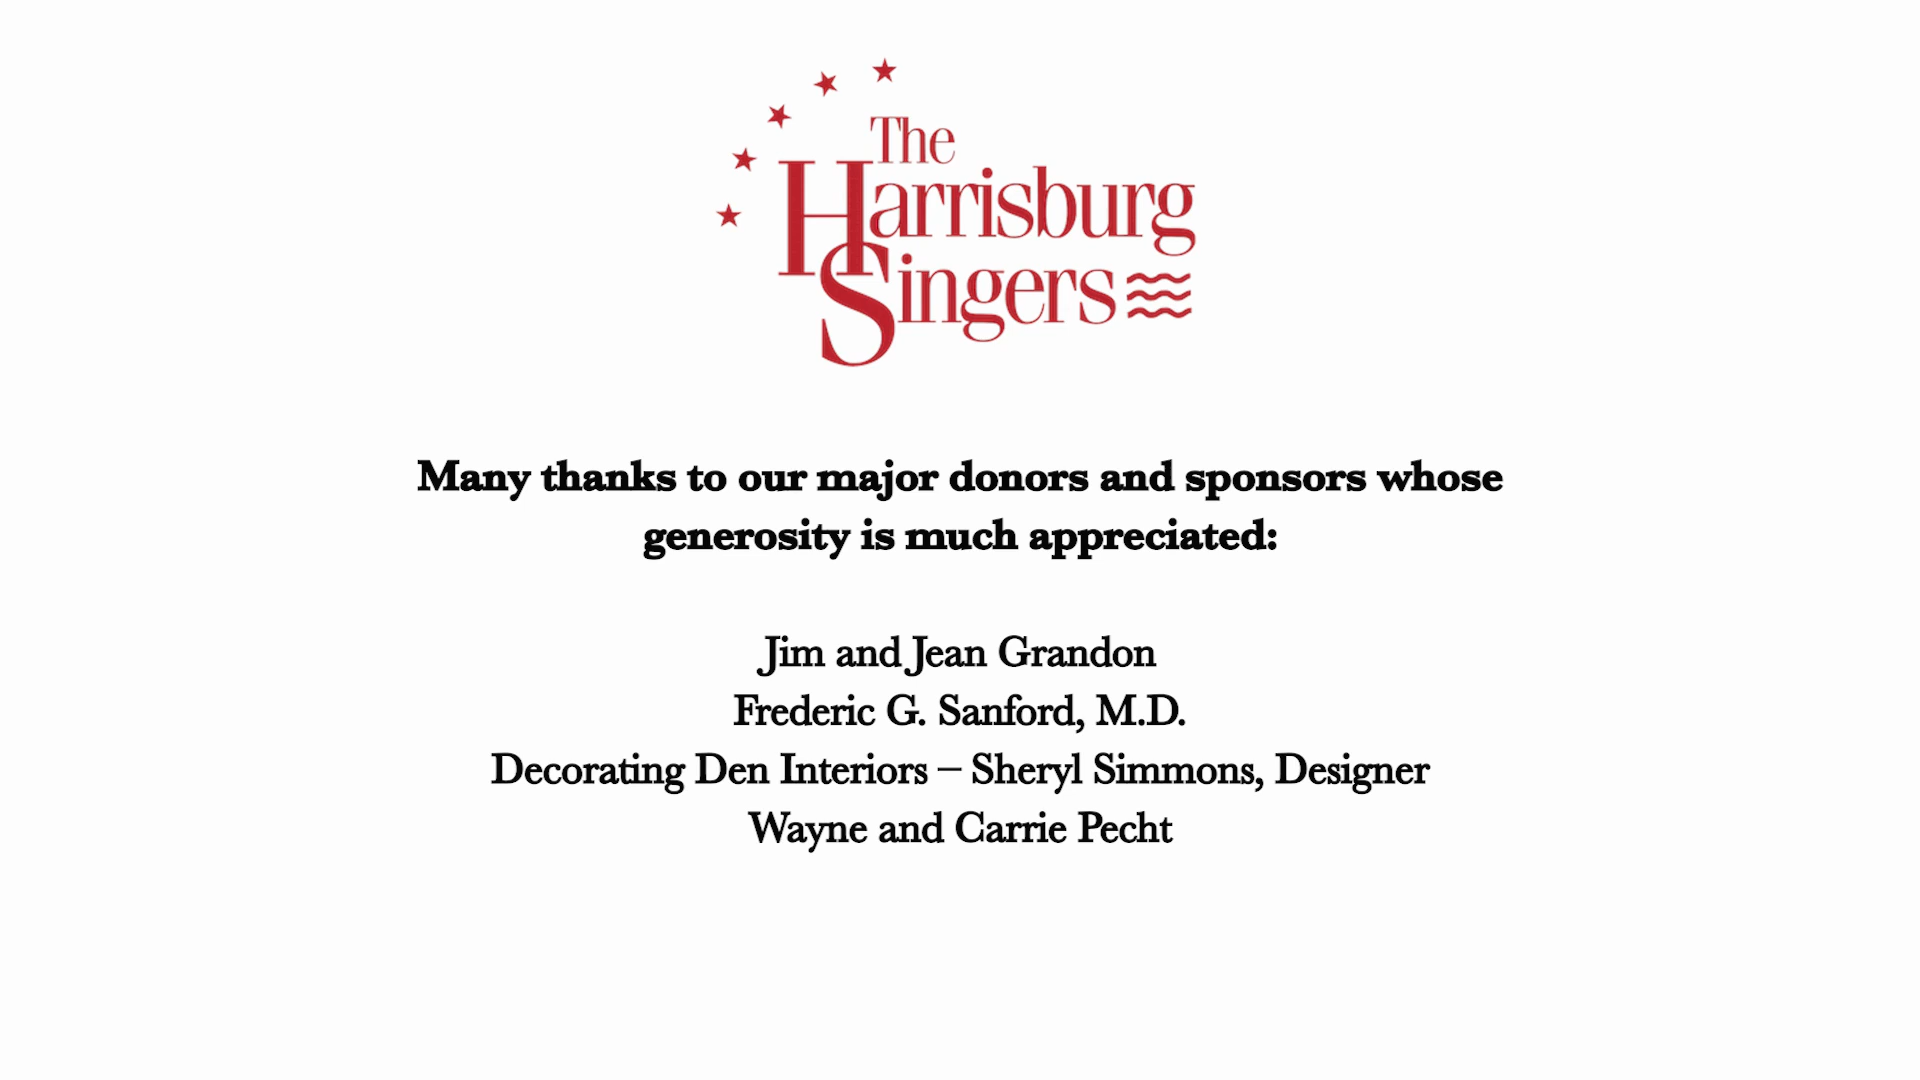 The
Harrisburg
Singers
Many thanks to our major donors and sponsors whose
generosity is much appreciated:
Jim and Jean Grandon
Frederic G. Sanford, M.D.
Decorating Den Interiors – Sheryl Simmons, Designer
Wayne and Carrie Pecht